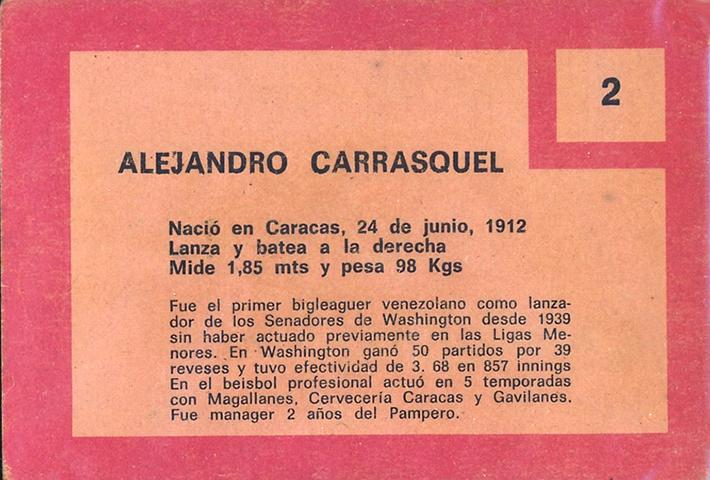 2
ALEJANDRO CARRASQUEL
Nació en Caracas, 24 de junio, 1912
Lanza y batea a la derecha
Mide 1,85 mts y pesa 98 Kgs
Fue el primer bigleaguer venezolano como lanza-
dor de los Senadores de Washington desde 1939
sin haber actuado previamente en las Ligas Me-
nores. En Washington ganó 50 partidos por 39
reveses y tuvo efectividad de 3. 68 en 857 innings
En el beisbol profesional actuó en 5 temporadas
con Magallanes, Cervecería Caracas y Gavilanes.
Fue manager 2 años del Pampero.